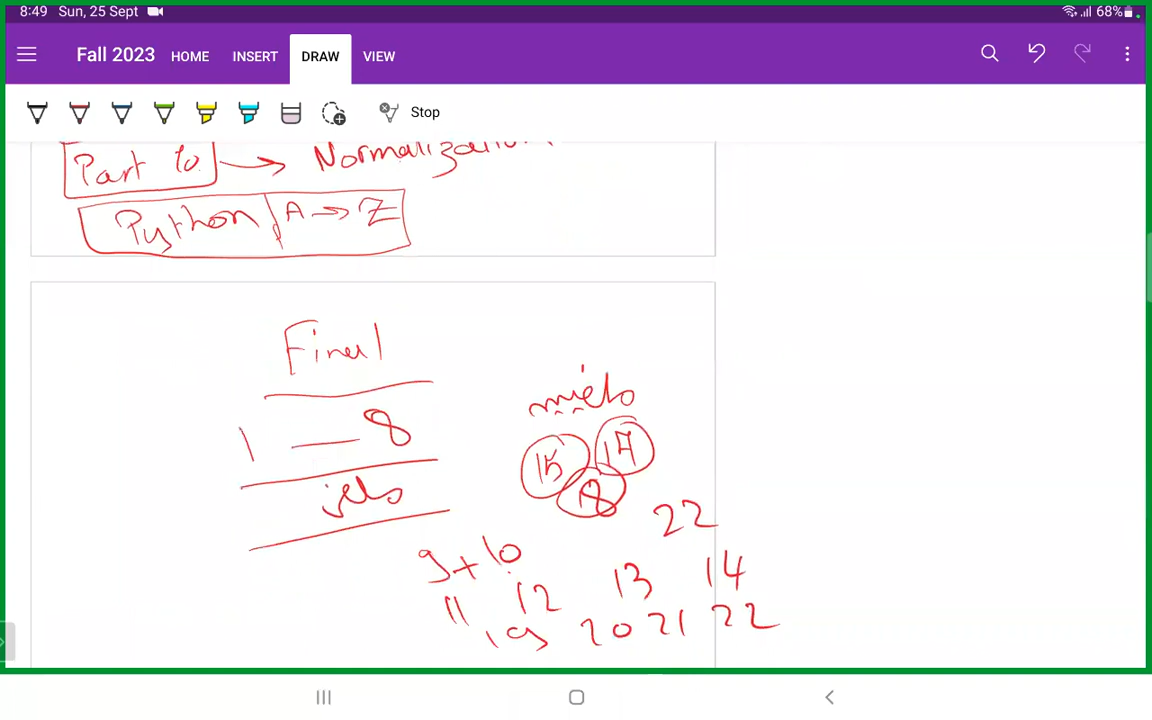 8:49 Sun, 25 Sept 68%
Fall 2023 HOME INSERT DRAW VIEW
Stop
Part 10 → Normalization
Python A → Z
Final
1 — 8
15 17
18
22
9 + 10
11 12 13 14
19 20 21 22